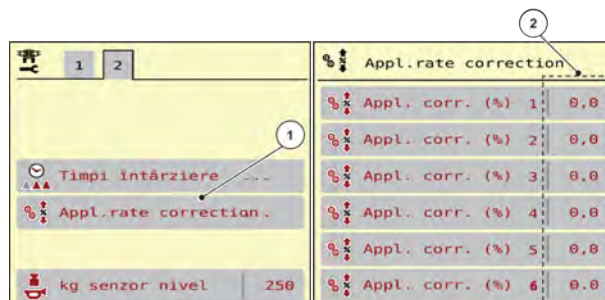 2
1 2
Appl.rate correction
Appl. corr. (%) 1 0,0
1
Appl. corr. (%) 2 0,0
Timpi întârziere ...
Appl. corr. (%) 3 0,0
Appl.rate correction.
Appl. corr. (%) 4 0,0
Appl. corr. (%) 5 0,0
kg senzor nivel 250
Appl. corr. (%) 6 0.0